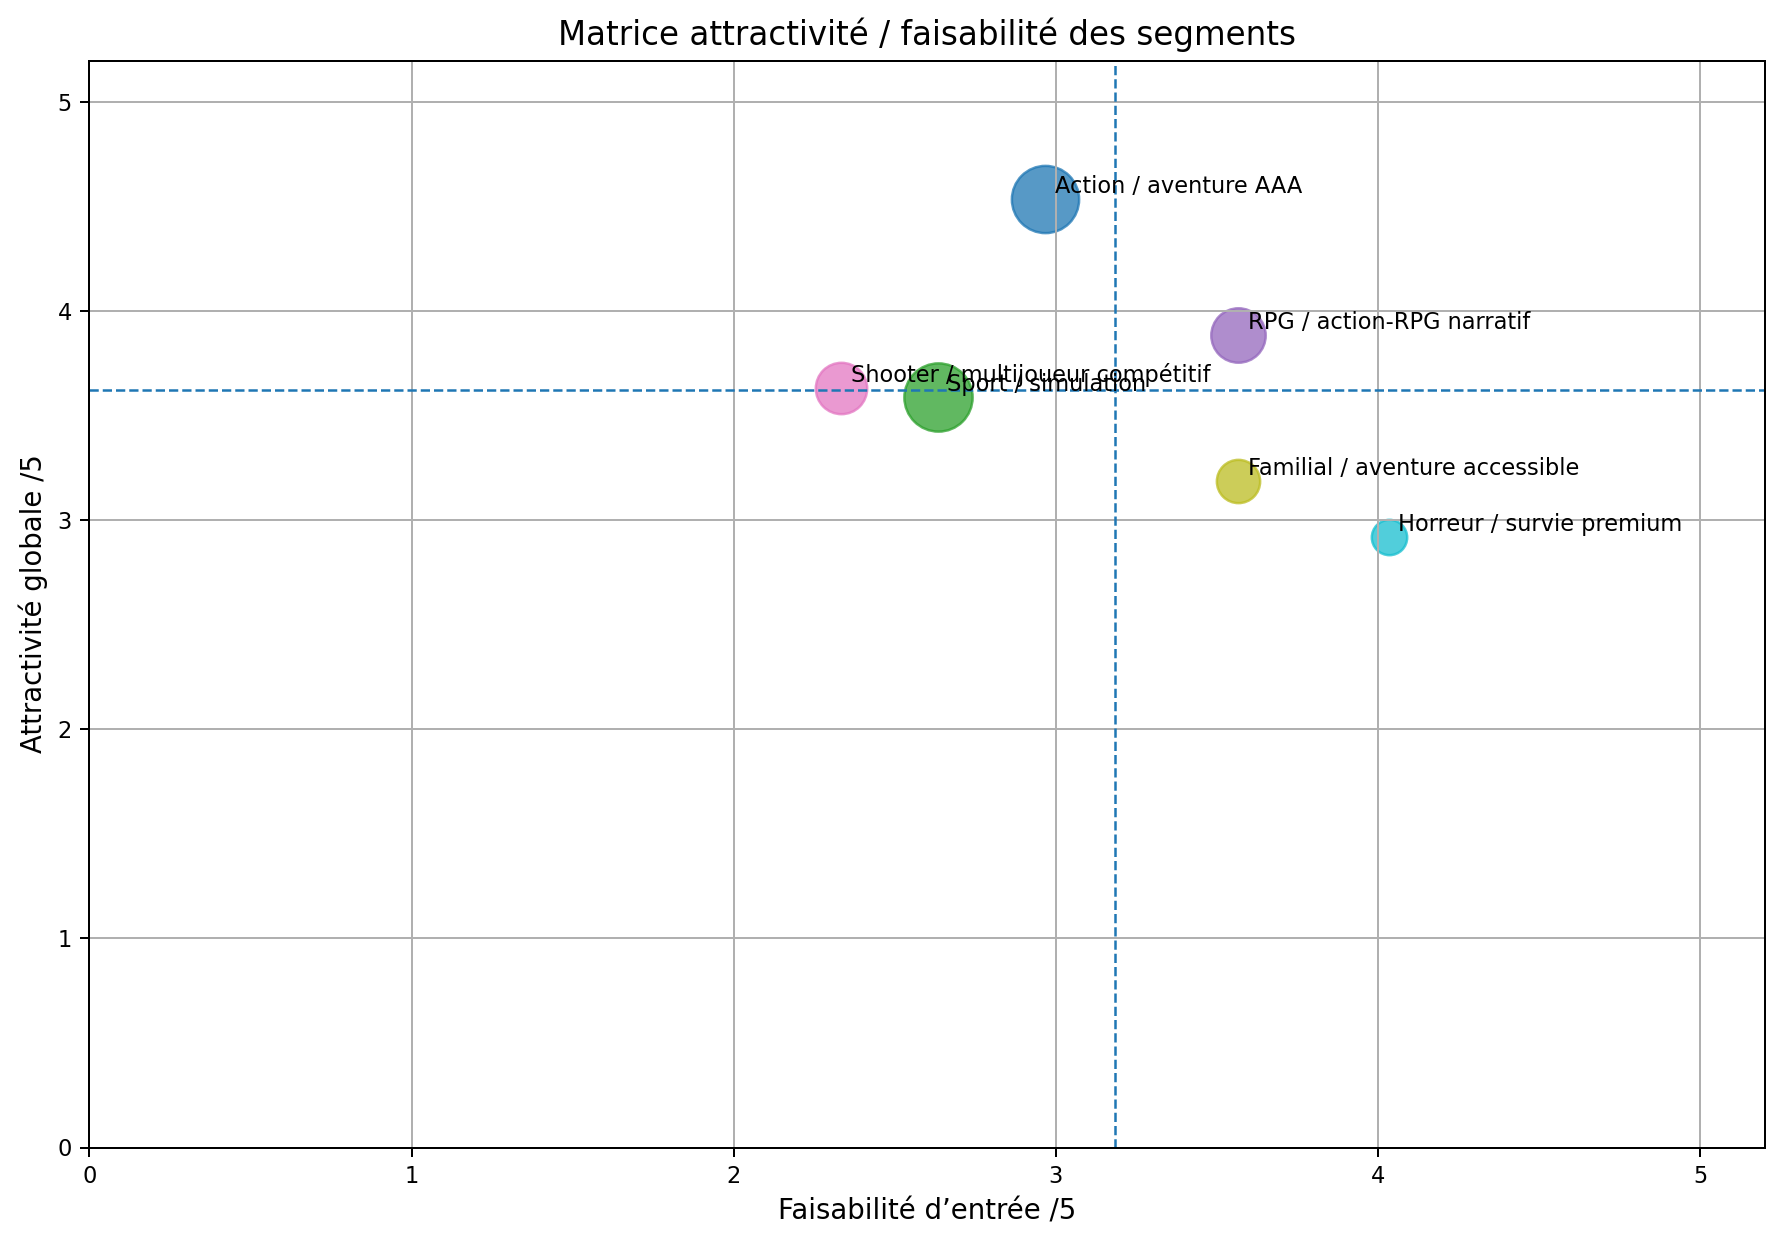 Matrice attractivité / faisabilité des segments
5
Action / aventure AAA
4
RPG / action-RPG narratif
Shooter / multijoueur compétitif
Sport / simulation
Familial / aventure accessible
3
Horreur / survie premium
Attractivité globale /5
2
1
0
0 1 2 3 4 5
Faisabilité d’entrée /5